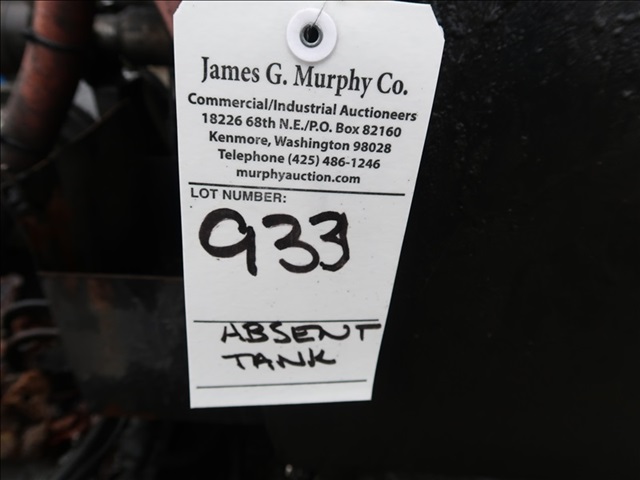 James G. Murphy Co.
Commercial/Industrial Auctioneers
18226 68th N.E./P.O. Box 82160
Kenmore, Washington 98028
Telephone (425) 486-1246
murphyauction.com
LOT NUMBER:
933
ABSENT
TANK